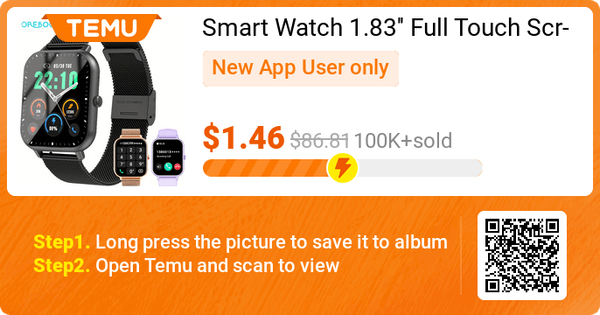 OREBO
TEMU
Smart Watch 1.83" Full Touch Scr-
New App User only
22:10
$1.46 $86.81 100K+sold
Step1. Long press the picture to save it to album
Step2. Open Temu and scan to view